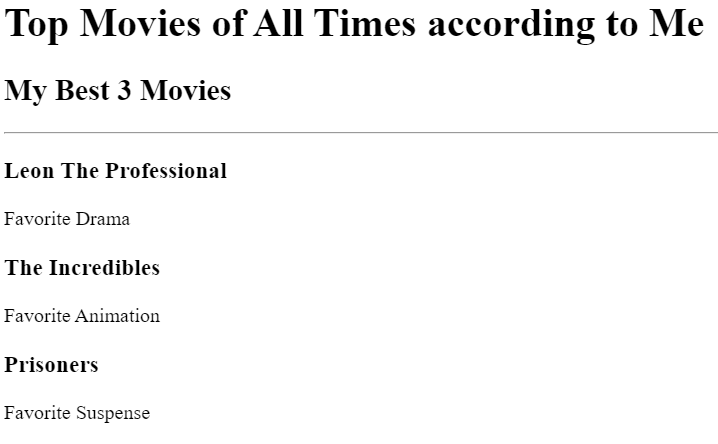 Top Movies of All Times according to Me
My Best 3 Movies
Leon The Professional
Favorite Drama
The Incredibles
Favorite Animation
Prisoners
Favorite Suspense